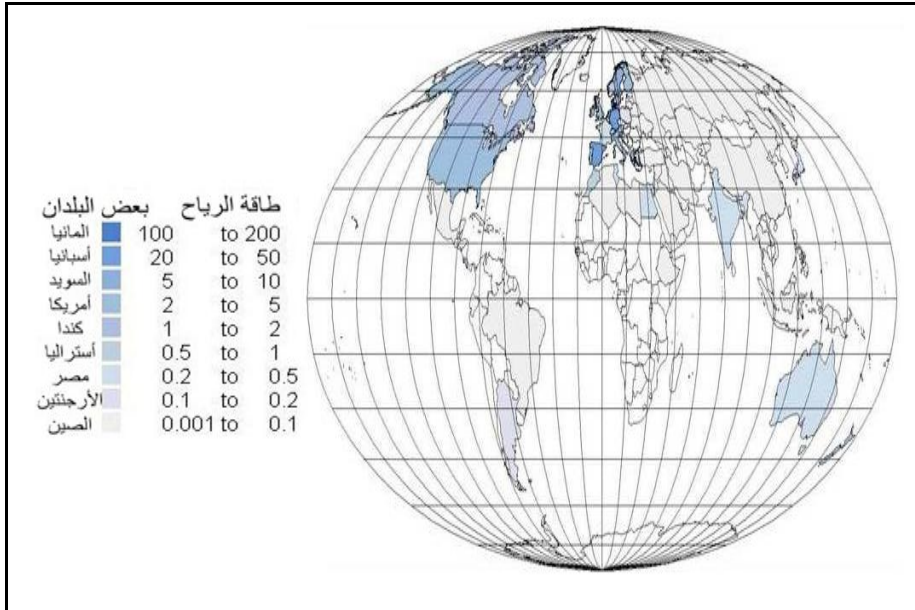 بعض البلدان طاقة الرياح
المانيا 100 to 200
أسبانيا 20 to 50
السويد 5 to 10
أمريكا 2 to 5
كندا 1 to 2
أستراليا 0.5 to 1
مصر 0.2 to 0.5
الأرجنتين 0.1 to 0.2
الصين 0.001 to 0.1